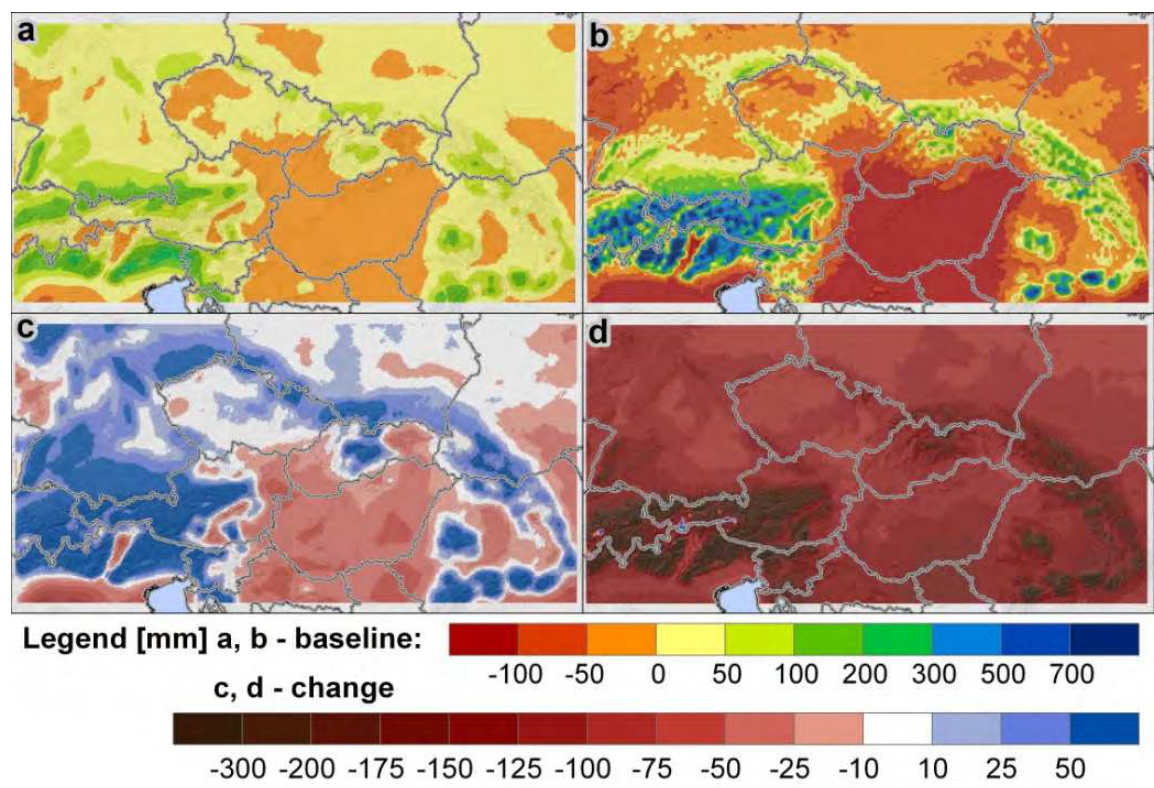 a
b
c
d
Legend [mm] a, b - baseline:
-100 -50 0 50 100 200 300 500 700
c, d - change
-300 -200 -175 -150 -125 -100 -75 -50 -25 -10 10 25 50